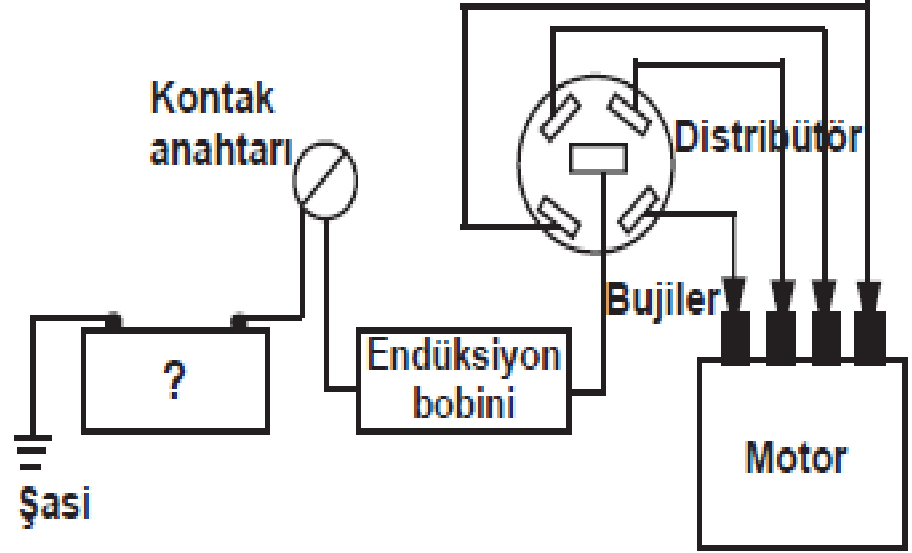 Kontak
anahtarı
Distribütör
Bujiler
?
Endüksiyon
bobini
Motor
Şasi